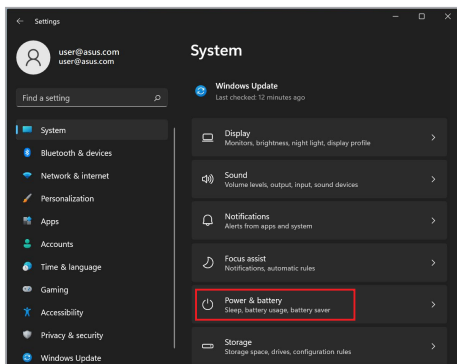 Settings
user@asus.com
user@asus.com
Find a setting
System
Bluetooth & devices
Network & internet
Personalization
Apps
Accounts
Time & language
Gaming
Accessibility
Privacy & security
Windows Update
System
Windows Update
Last checked: 12 minutes ago
Display
Monitors, brightness, night light, display profile
Sound
Volume levels, output, input, sound devices
Notifications
Alerts from apps and system
Focus assist
Notifications, automatic rules
Power & battery
Sleep, battery usage, battery saver
Storage
Storage space, drives, configuration rules